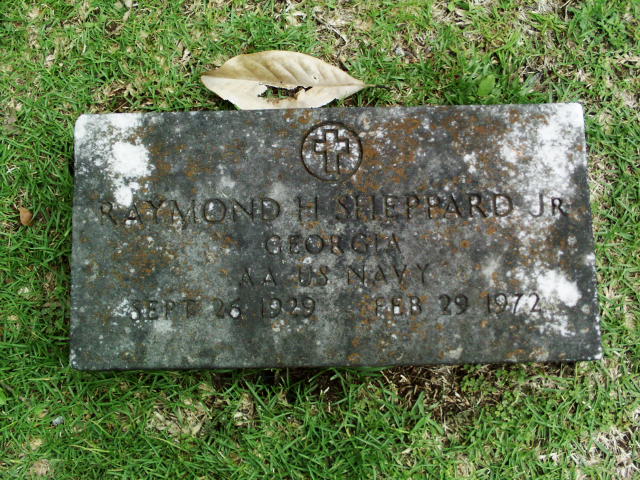 RAYMOND H SHEPPARD JR
GEORGIA
AA US NAVY
SEPT 26 1929 FEB 29 1972